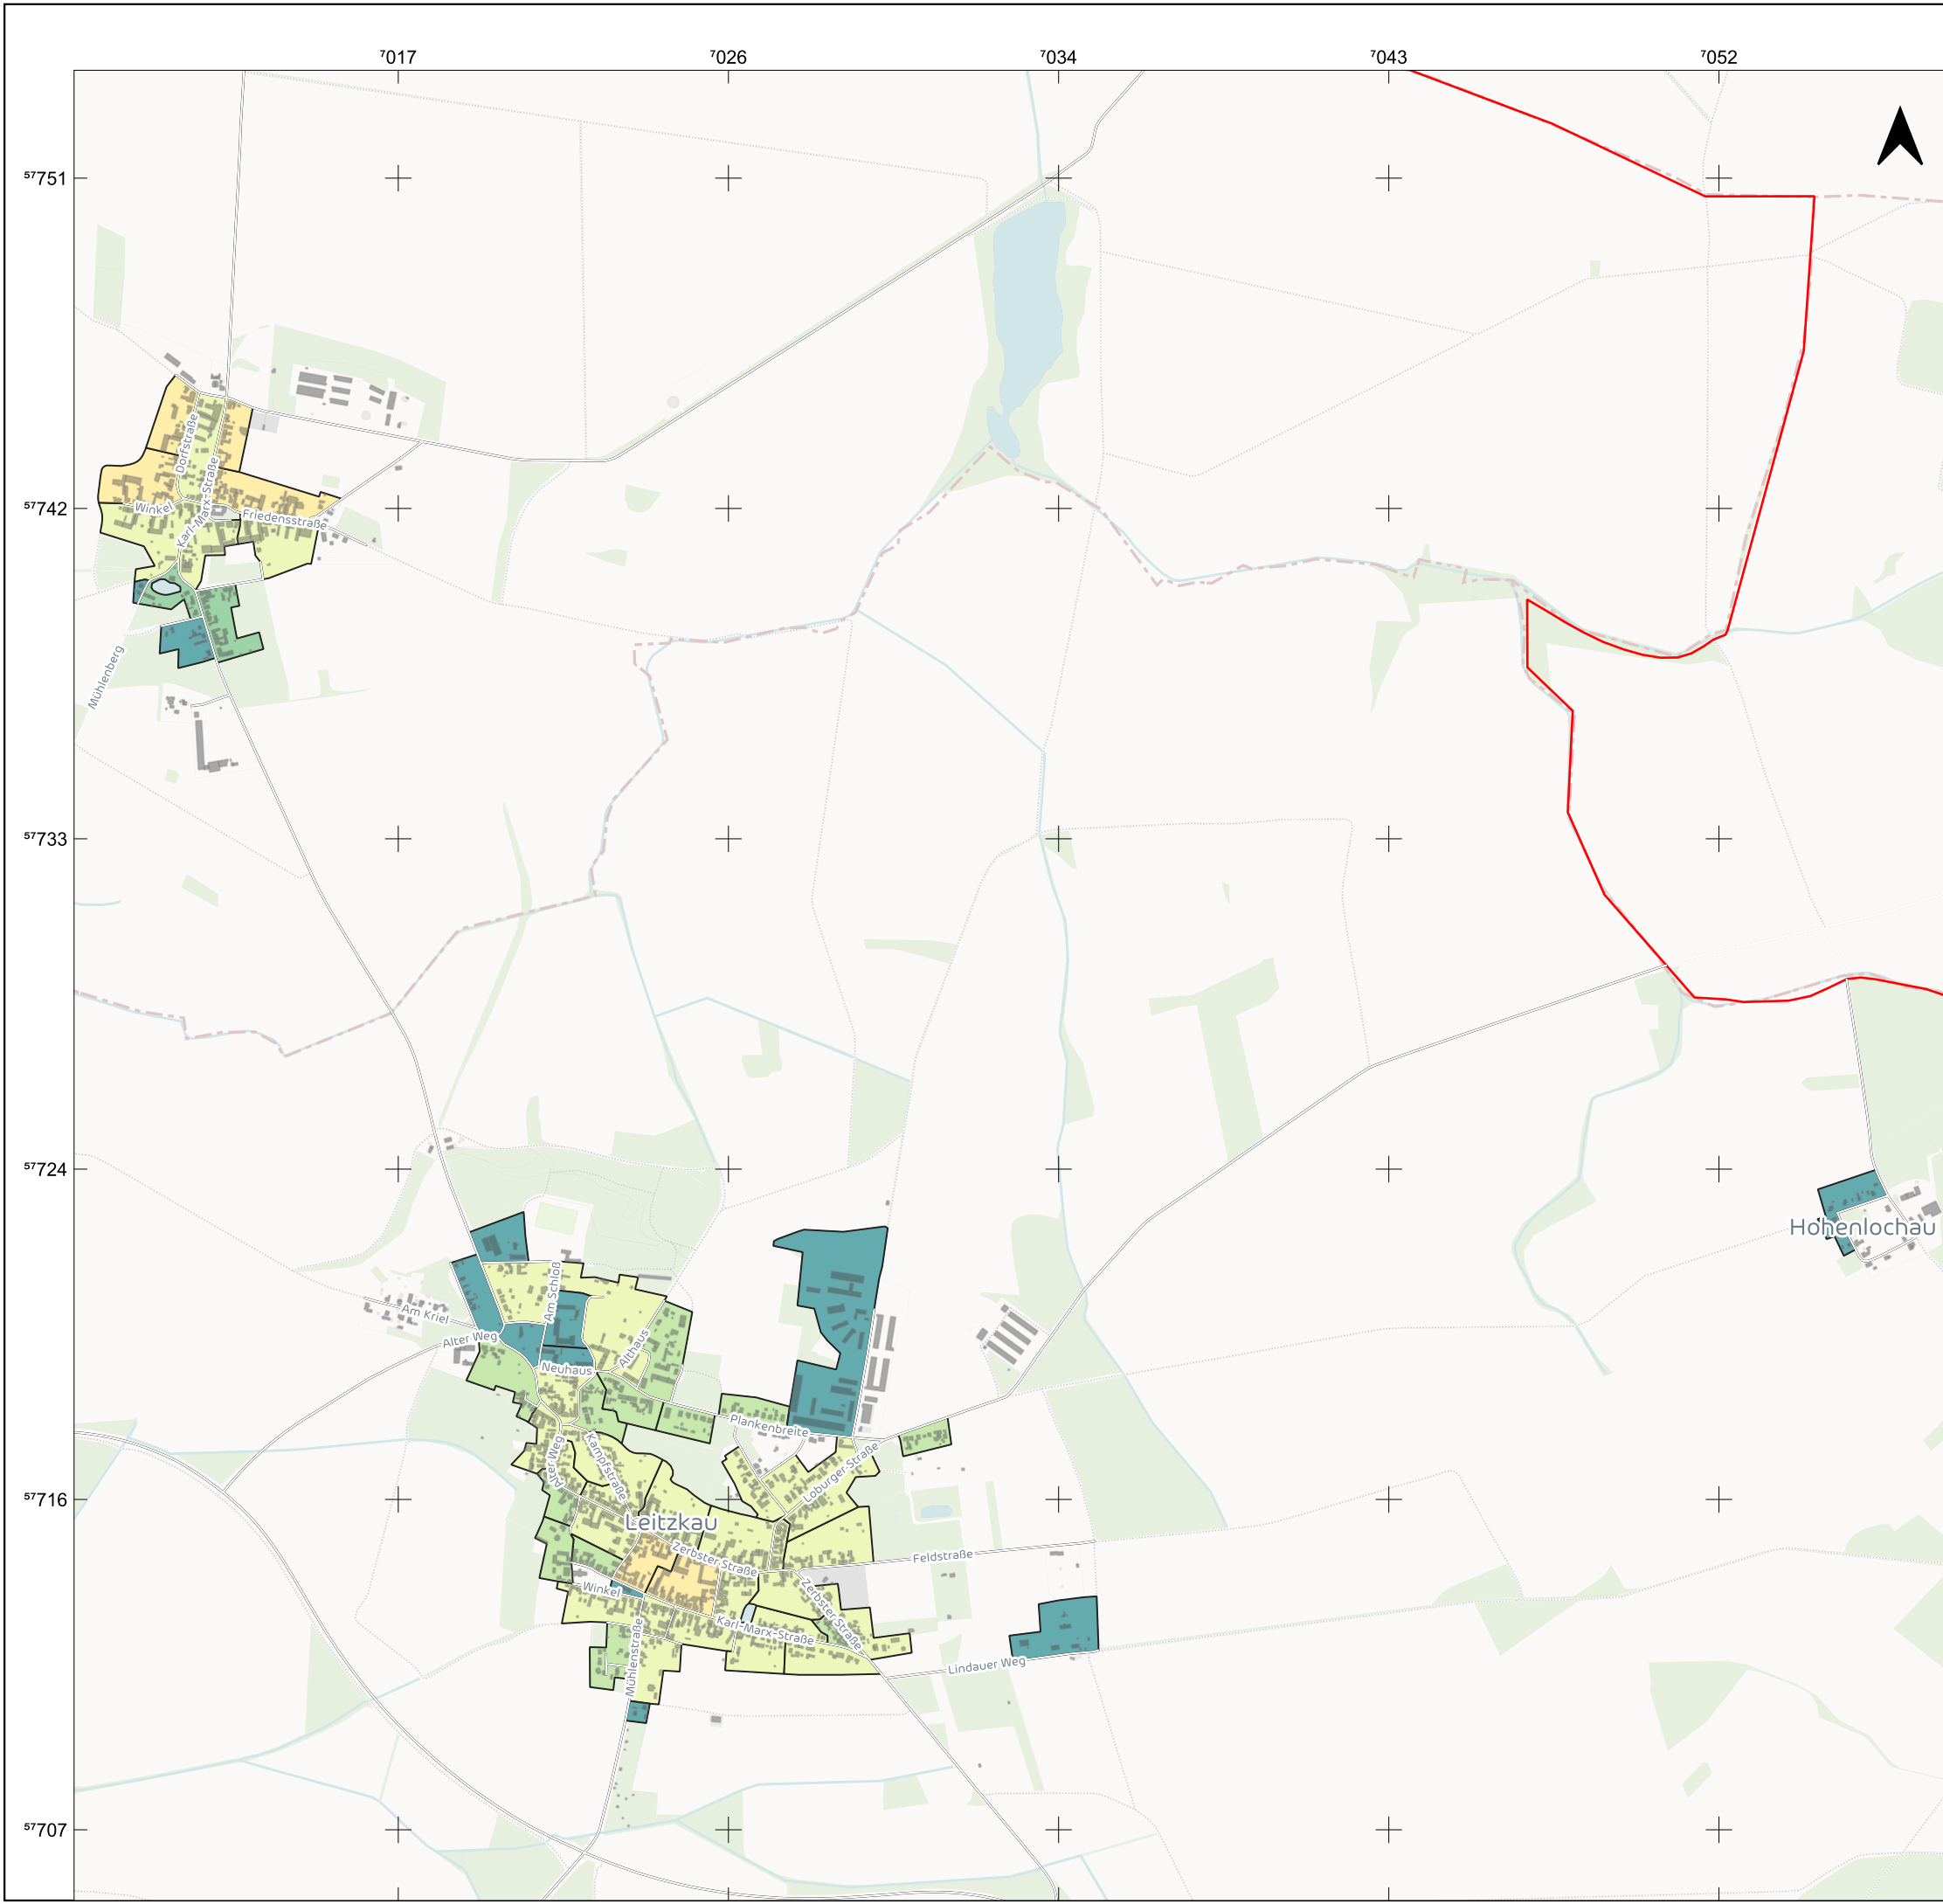 7017 7026 7034 7043 7052
57751
Dorfstraße
Karl-Marx-Straße
57742
Winkel
Friedensstraße
Mühlenberg
57733
57724
Hohenlochau
Am Schloß
Am Kriel
Alter Weg
Althaus
Neuhaus
Plankenbreite
Alter Weg
Kampfstraße
Loburger Straße
57716
Leitzkau
Zerbster Straße
Feldstraße
Winkel
Zerbster Straße
Karl-Marx-Straße
Mühlenstraße
Lindauer Weg
57707